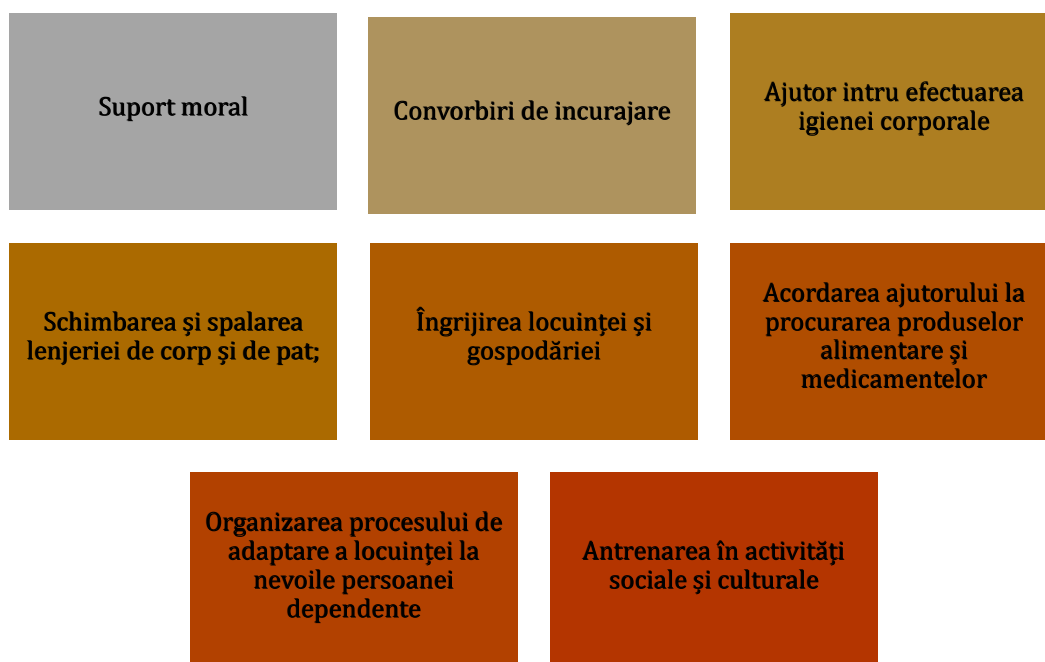 Suport moral
Convorbiri de incurajare
Ajutor intru efectuarea
igienei corporale
Schimbarea şi spalarea
lenjeriei de corp şi de pat;
Îngrijirea locuinţei şi
gospodăriei
Acordarea ajutorului la
procurarea produselor
alimentare şi
medicamentelor
Organizarea procesului de
adaptare a locuinţei la
nevoile persoanei
dependente
Antrenarea în activităţi
sociale şi culturale